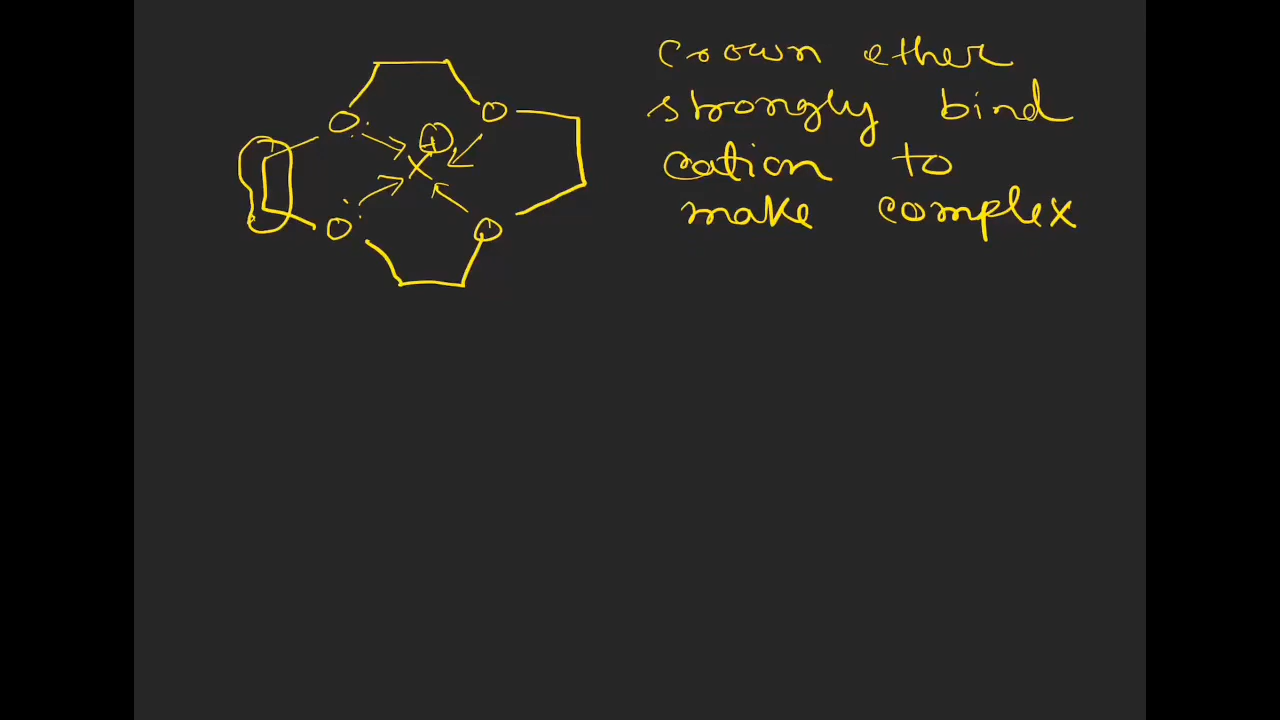 crown ether
strongly bind
cation to
make complex
O
O
X
+
O
O